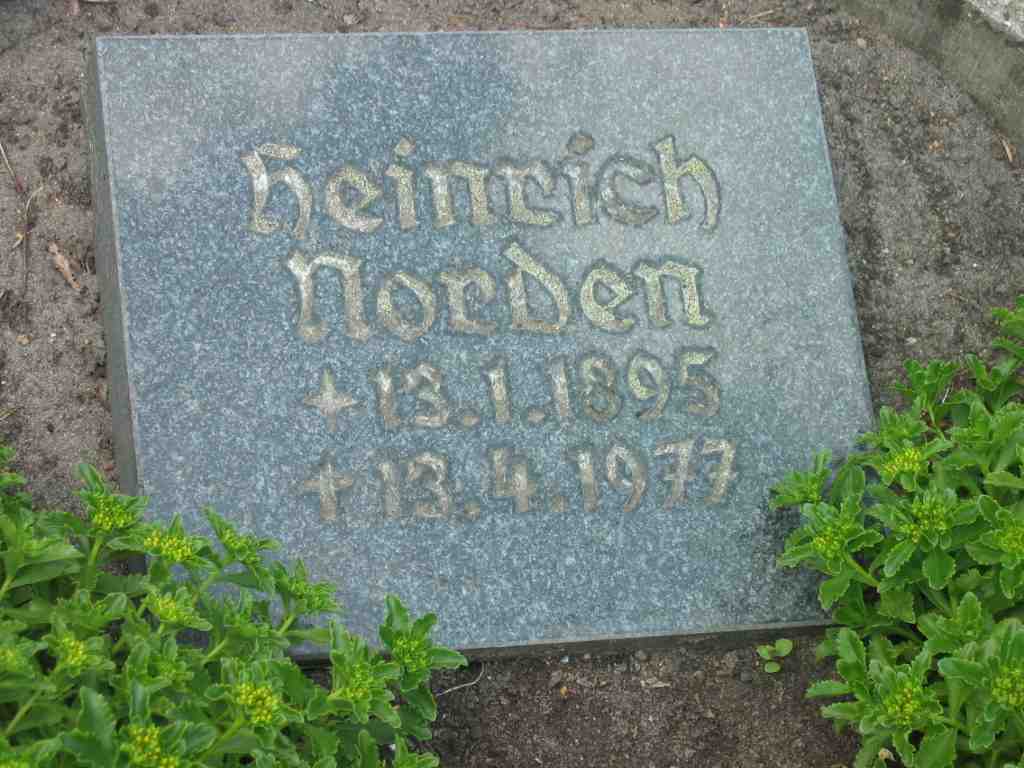 Heinrich
Norden
✦ 13.1.1895
✝ 13.4.1977